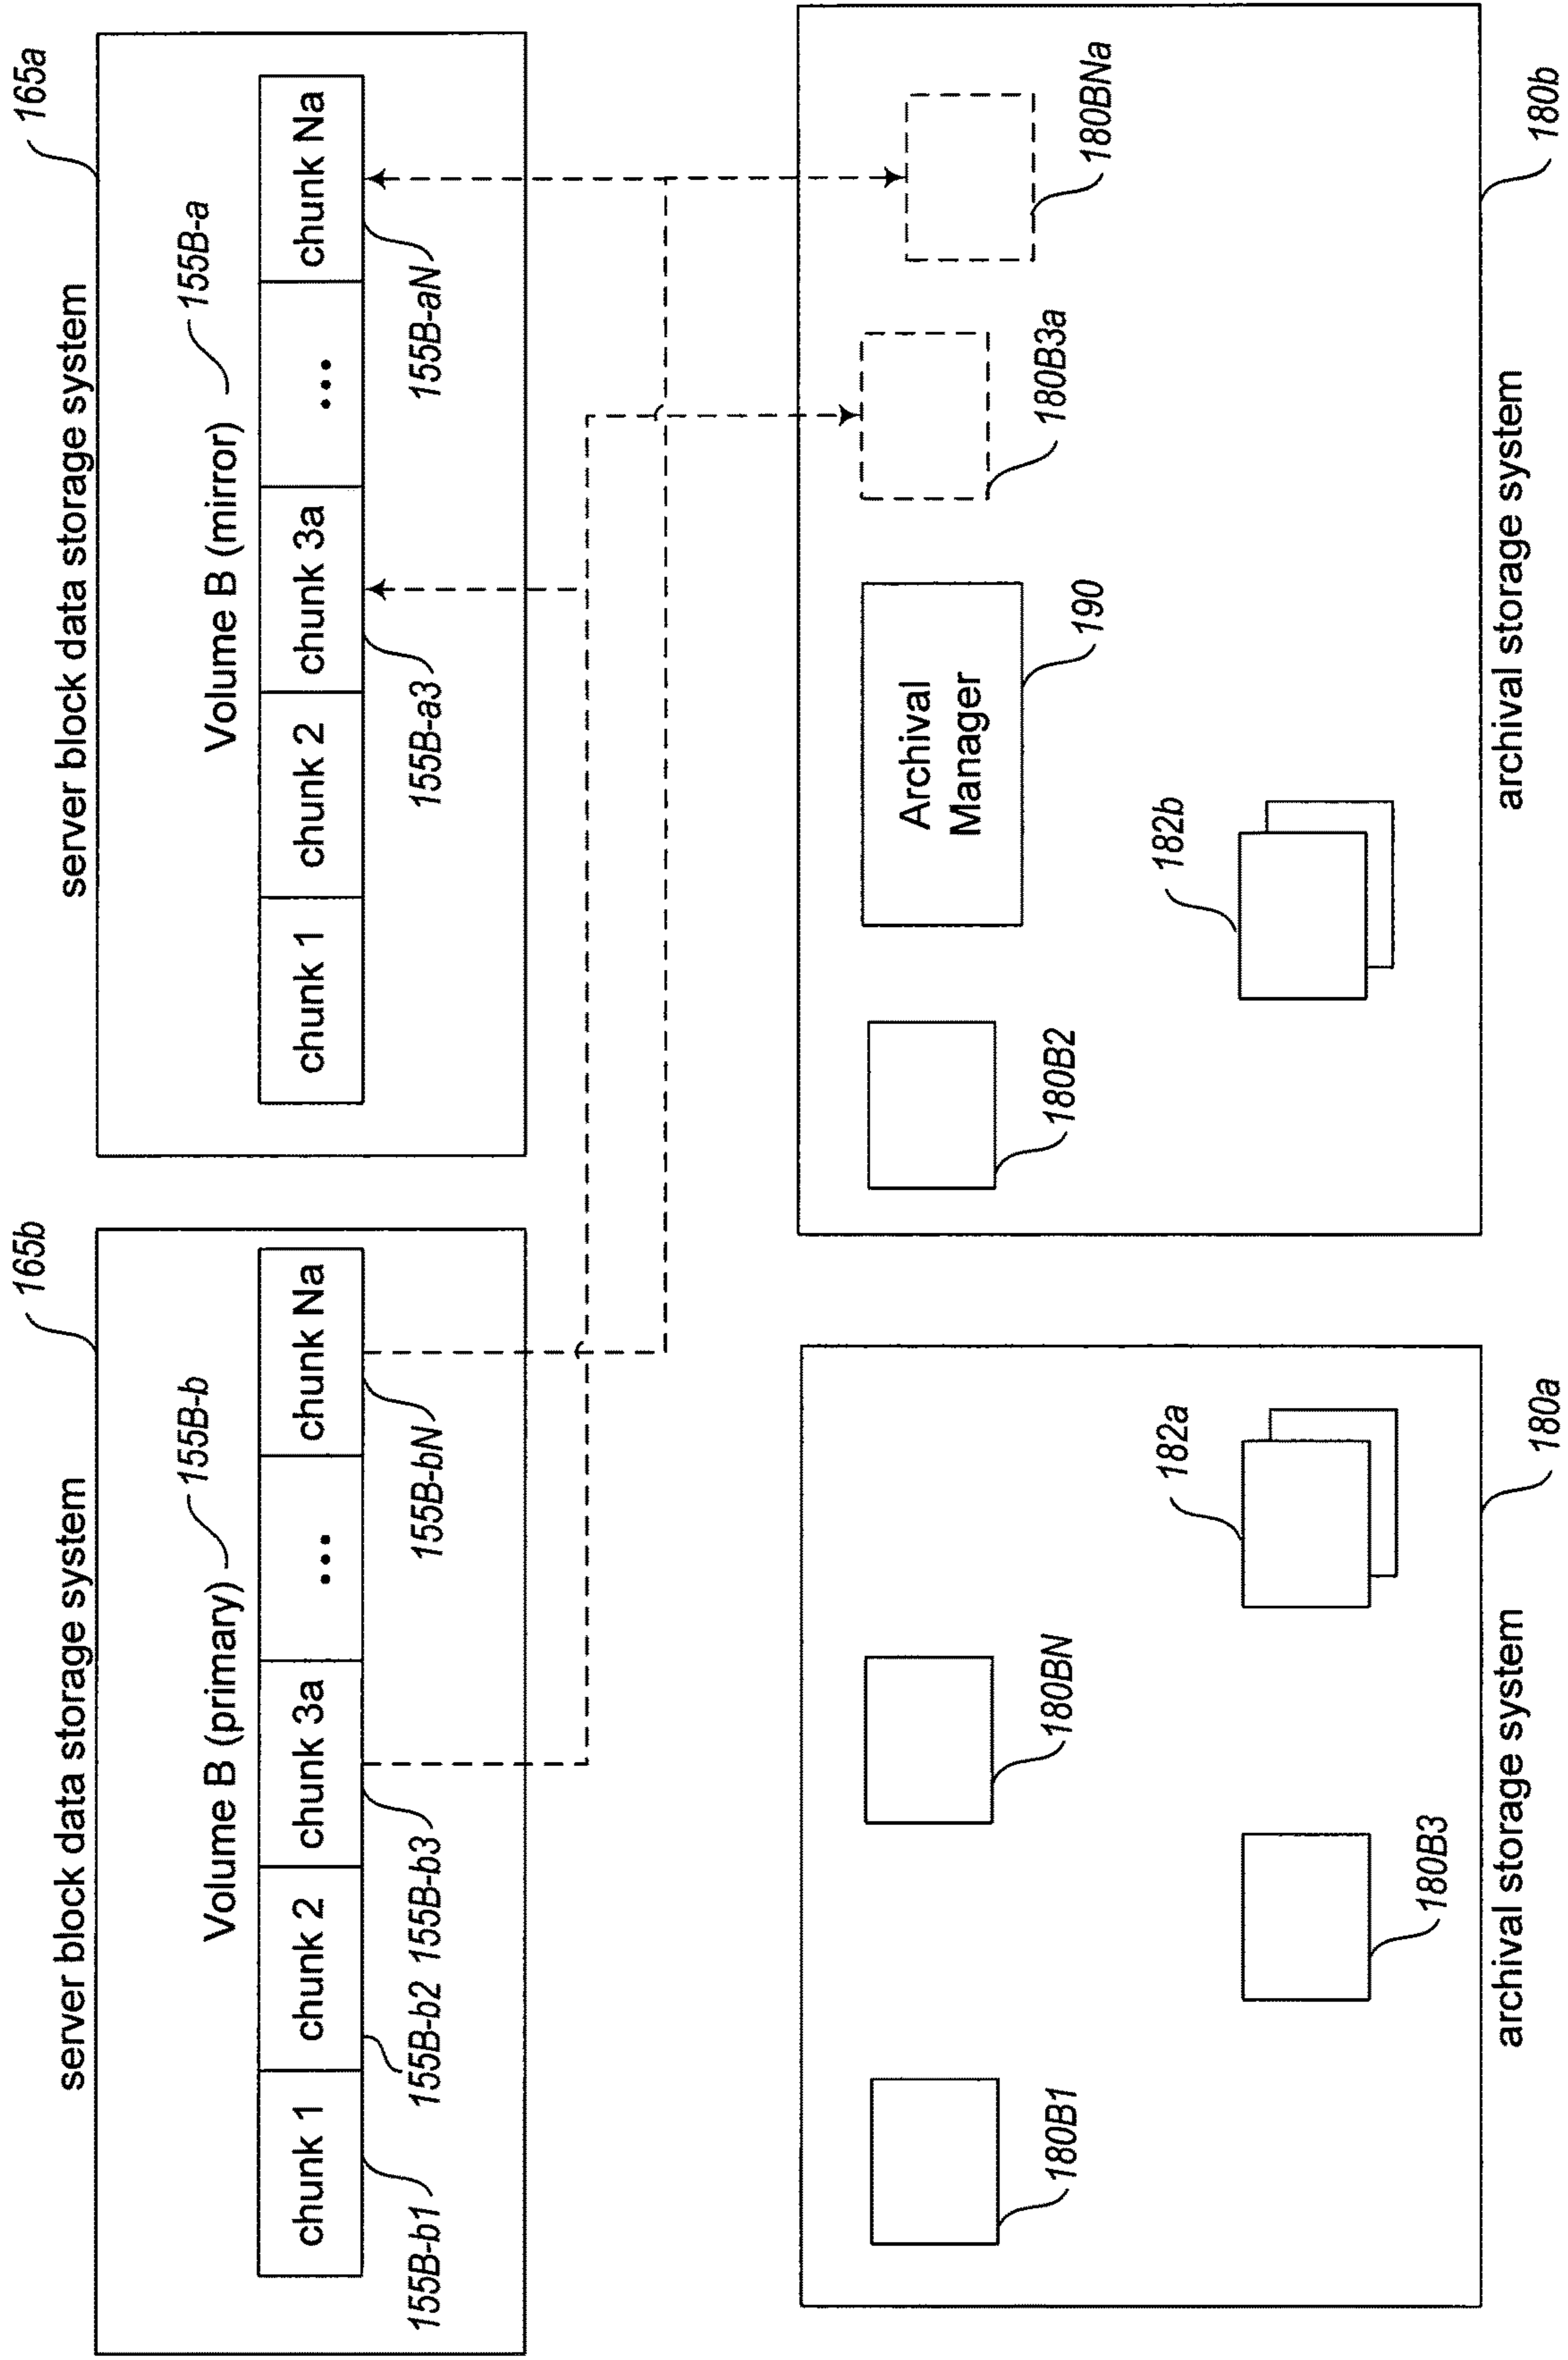 server block data storage system
165b
Volume B (primary)
155B-b
chunk 1
chunk 2
chunk 3a
...
chunk Na
155B-b1
155B-b2
155B-b3
155B-bN
server block data storage system
165a
Volume B (mirror)
155B-a
chunk 1
chunk 2
chunk 3a
...
chunk Na
155B-a3
155B-aN
180B1
180BN
180B3
182a
archival storage system
180a
180B2
Archival
Manager
190
180B3a
180BNa
182b
archival storage system
180b